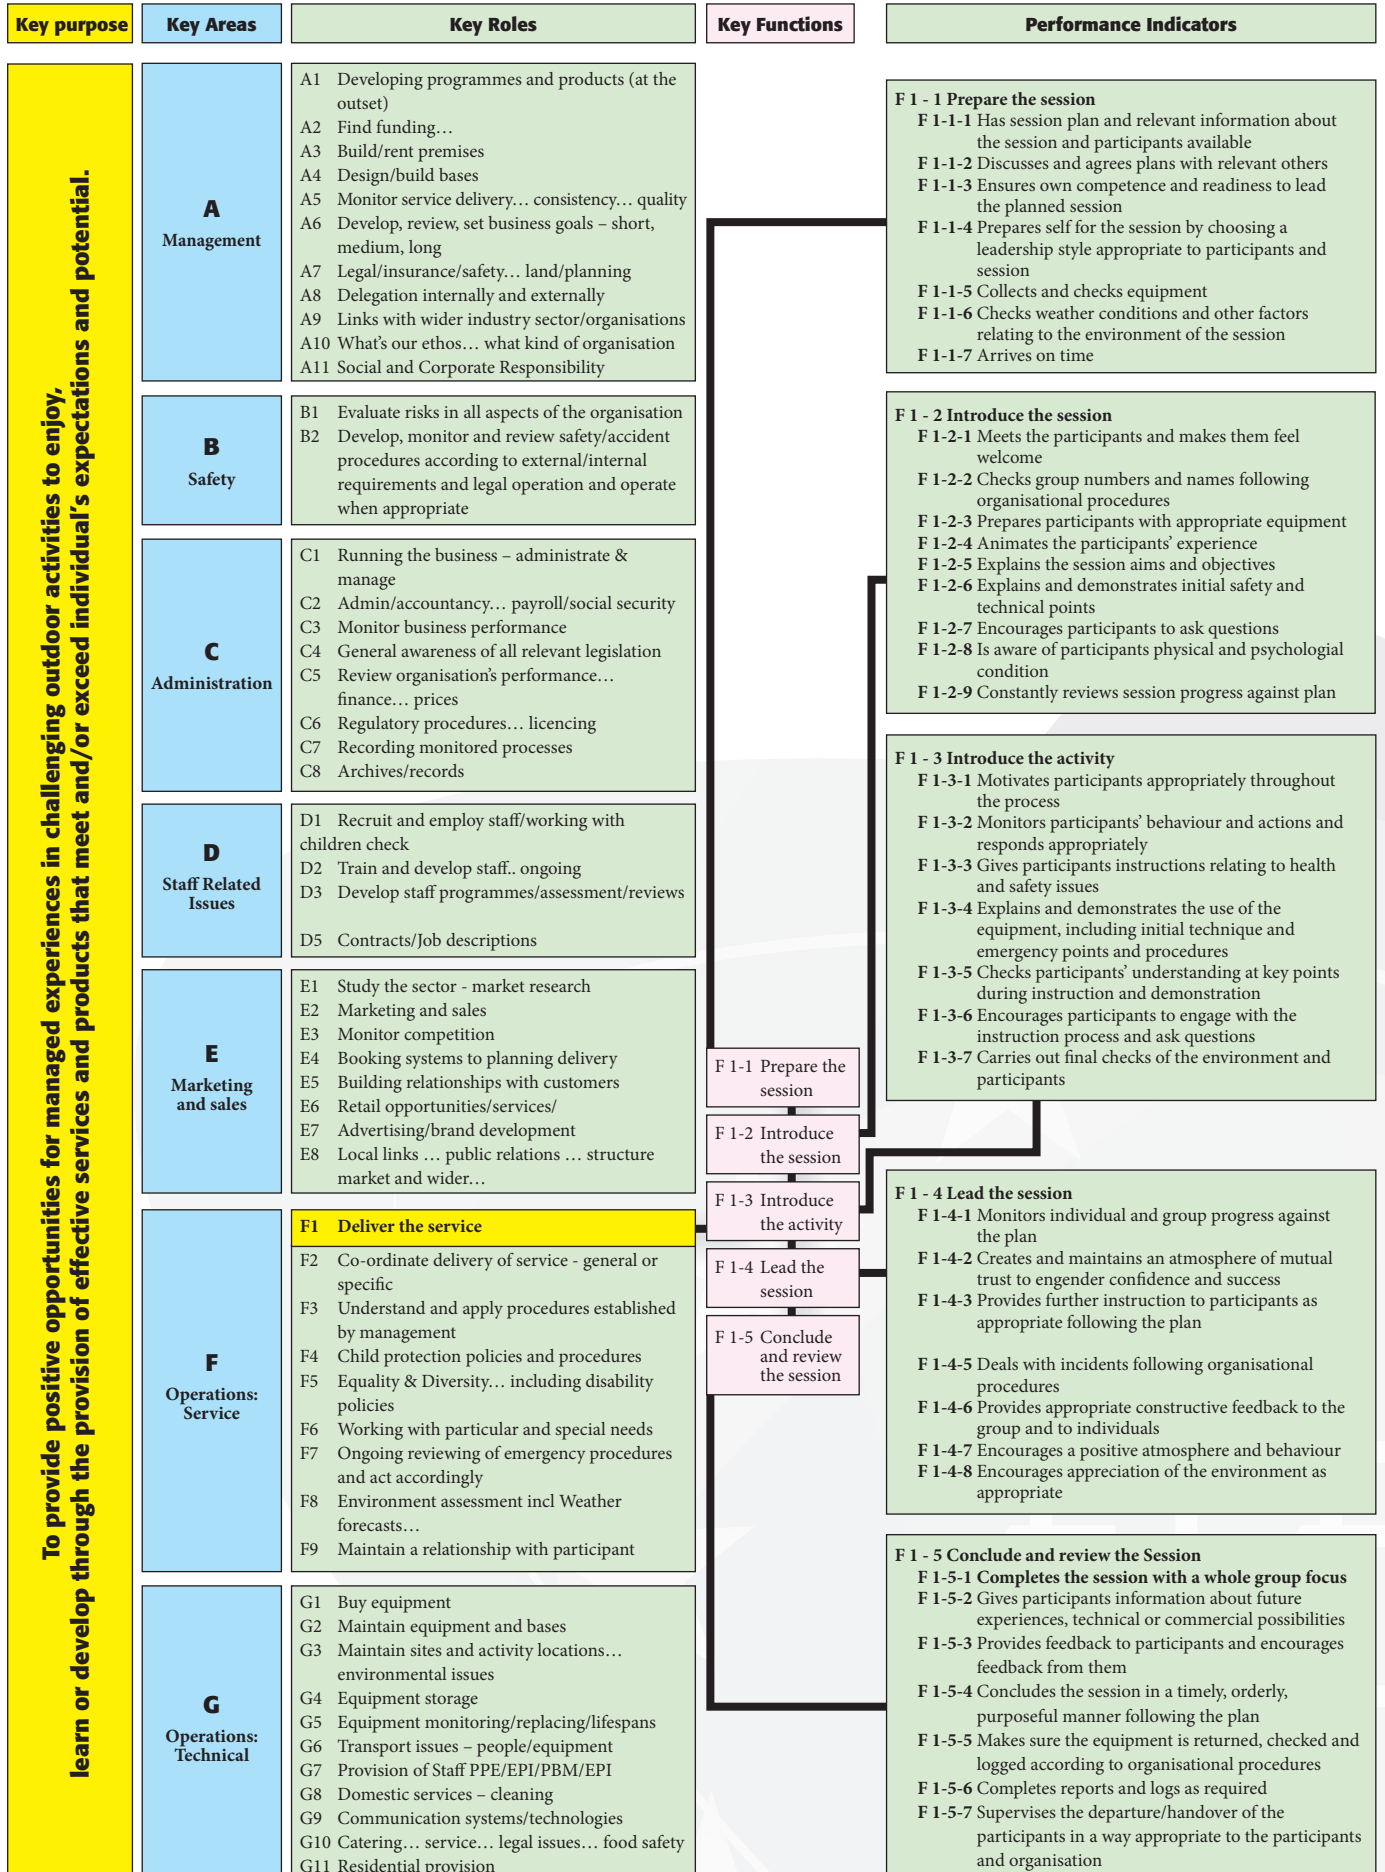 Key purpose
Key Areas
Key Roles
Key Functions
Performance Indicators
To provide positive opportunities for managed experiences in challenging outdoor activities to enjoy,
learn or develop through the provision of effective services and products that meet and/or exceed individual's expectations and potential.
A
Management
A1 Developing programmes and products (at the
outset)
A2 Find funding…
A3 Build/rent premises
A4 Design/build bases
A5 Monitor service delivery… consistency… quality
A6 Develop, review, set business goals – short,
medium, long
A7 Legal/insurance/safety… land/planning
A8 Delegation internally and externally
A9 Links with wider industry sector/organisations
A10 What's our ethos… what kind of organisation
A11 Social and Corporate Responsibility
B
Safety
B1 Evaluate risks in all aspects of the organisation
B2 Develop, monitor and review safety/accident
procedures according to external/internal
requirements and legal operation and operate
when appropriate
C
Administration
C1 Running the business – administrate &
manage
C2 Admin/accountancy… payroll/social security
C3 Monitor business performance
C4 General awareness of all relevant legislation
C5 Review organisation's performance…
finance… prices
C6 Regulatory procedures… licencing
C7 Recording monitored processes
C8 Archives/records
D
Staff Related
Issues
D1 Recruit and employ staff/working with
children check
D2 Train and develop staff.. ongoing
D3 Develop staff programmes/assessment/reviews
D5 Contracts/Job descriptions
E
Marketing
and sales
E1 Study the sector - market research
E2 Marketing and sales
E3 Monitor competition
E4 Booking systems to planning delivery
E5 Building relationships with customers
E6 Retail opportunities/services/
E7 Advertising/brand development
E8 Local links … public relations … structure
market and wider…
F
Operations:
Service
F1 Deliver the service
F2 Co-ordinate delivery of service - general or
specific
F3 Understand and apply procedures established
by management
F4 Child protection policies and procedures
F5 Equality & Diversity… including disability
policies
F6 Working with particular and special needs
F7 Ongoing reviewing of emergency procedures
and act accordingly
F8 Environment assessment incl Weather
forecasts…
F9 Maintain a relationship with participant
G
Operations:
Technical
G1 Buy equipment
G2 Maintain equipment and bases
G3 Maintain sites and activity locations…
environmental issues
G4 Equipment storage
G5 Equipment monitoring/replacing/lifespans
G6 Transport issues – people/equipment
G7 Provision of Staff PPE/EPI/PBM/EPI
G8 Domestic services – cleaning
G9 Communication systems/technologies
G10 Catering… service… legal issues… food safety
G11 Residential provision
F 1-1 Prepare the
session
F 1-2 Introduce
the session
F 1-3 Introduce
the activity
F 1-4 Lead the
session
F 1-5 Conclude
and review
the session
F 1 - 1 Prepare the session
F 1-1-1 Has session plan and relevant information about
the session and participants available
F 1-1-2 Discusses and agrees plans with relevant others
F 1-1-3 Ensures own competence and readiness to lead
the planned session
F 1-1-4 Prepares self for the session by choosing a
leadership style appropriate to participants and
session
F 1-1-5 Collects and checks equipment
F 1-1-6 Checks weather conditions and other factors
relating to the environment of the session
F 1-1-7 Arrives on time
F 1 - 2 Introduce the session
F 1-2-1 Meets the participants and makes them feel
welcome
F 1-2-2 Checks group numbers and names following
organisational procedures
F 1-2-3 Prepares participants with appropriate equipment
F 1-2-4 Animates the participants' experience
F 1-2-5 Explains the session aims and objectives
F 1-2-6 Explains and demonstrates initial safety and
technical points
F 1-2-7 Encourages participants to ask questions
F 1-2-8 Is aware of participants physical and psychologial
condition
F 1-2-9 Constantly reviews session progress against plan
F 1 - 3 Introduce the activity
F 1-3-1 Motivates participants appropriately throughout
the process
F 1-3-2 Monitors participants' behaviour and actions and
responds appropriately
F 1-3-3 Gives participants instructions relating to health
and safety issues
F 1-3-4 Explains and demonstrates the use of the
equipment, including initial technique and
emergency points and procedures
F 1-3-5 Checks participants' understanding at key points
during instruction and demonstration
F 1-3-6 Encourages participants to engage with the
instruction process and ask questions
F 1-3-7 Carries out final checks of the environment and
participants
F 1 - 4 Lead the session
F 1-4-1 Monitors individual and group progress against
the plan
F 1-4-2 Creates and maintains an atmosphere of mutual
trust to engender confidence and success
F 1-4-3 Provides further instruction to participants as
appropriate following the plan
F 1-4-5 Deals with incidents following organisational
procedures
F 1-4-6 Provides appropriate constructive feedback to the
group and to individuals
F 1-4-7 Encourages a positive atmosphere and behaviour
F 1-4-8 Encourages appreciation of the environment as
appropriate
F 1 - 5 Conclude and review the Session
F 1-5-1 Completes the session with a whole group focus
F 1-5-2 Gives participants information about future
experiences, technical or commercial possibilities
F 1-5-3 Provides feedback to participants and encourages
feedback from them
F 1-5-4 Concludes the session in a timely, orderly,
purposeful manner following the plan
F 1-5-5 Makes sure the equipment is returned, checked and
logged according to organisational procedures
F 1-5-6 Completes reports and logs as required
F 1-5-7 Supervises the departure/handover of the
participants in a way appropriate to the participants
and organisation